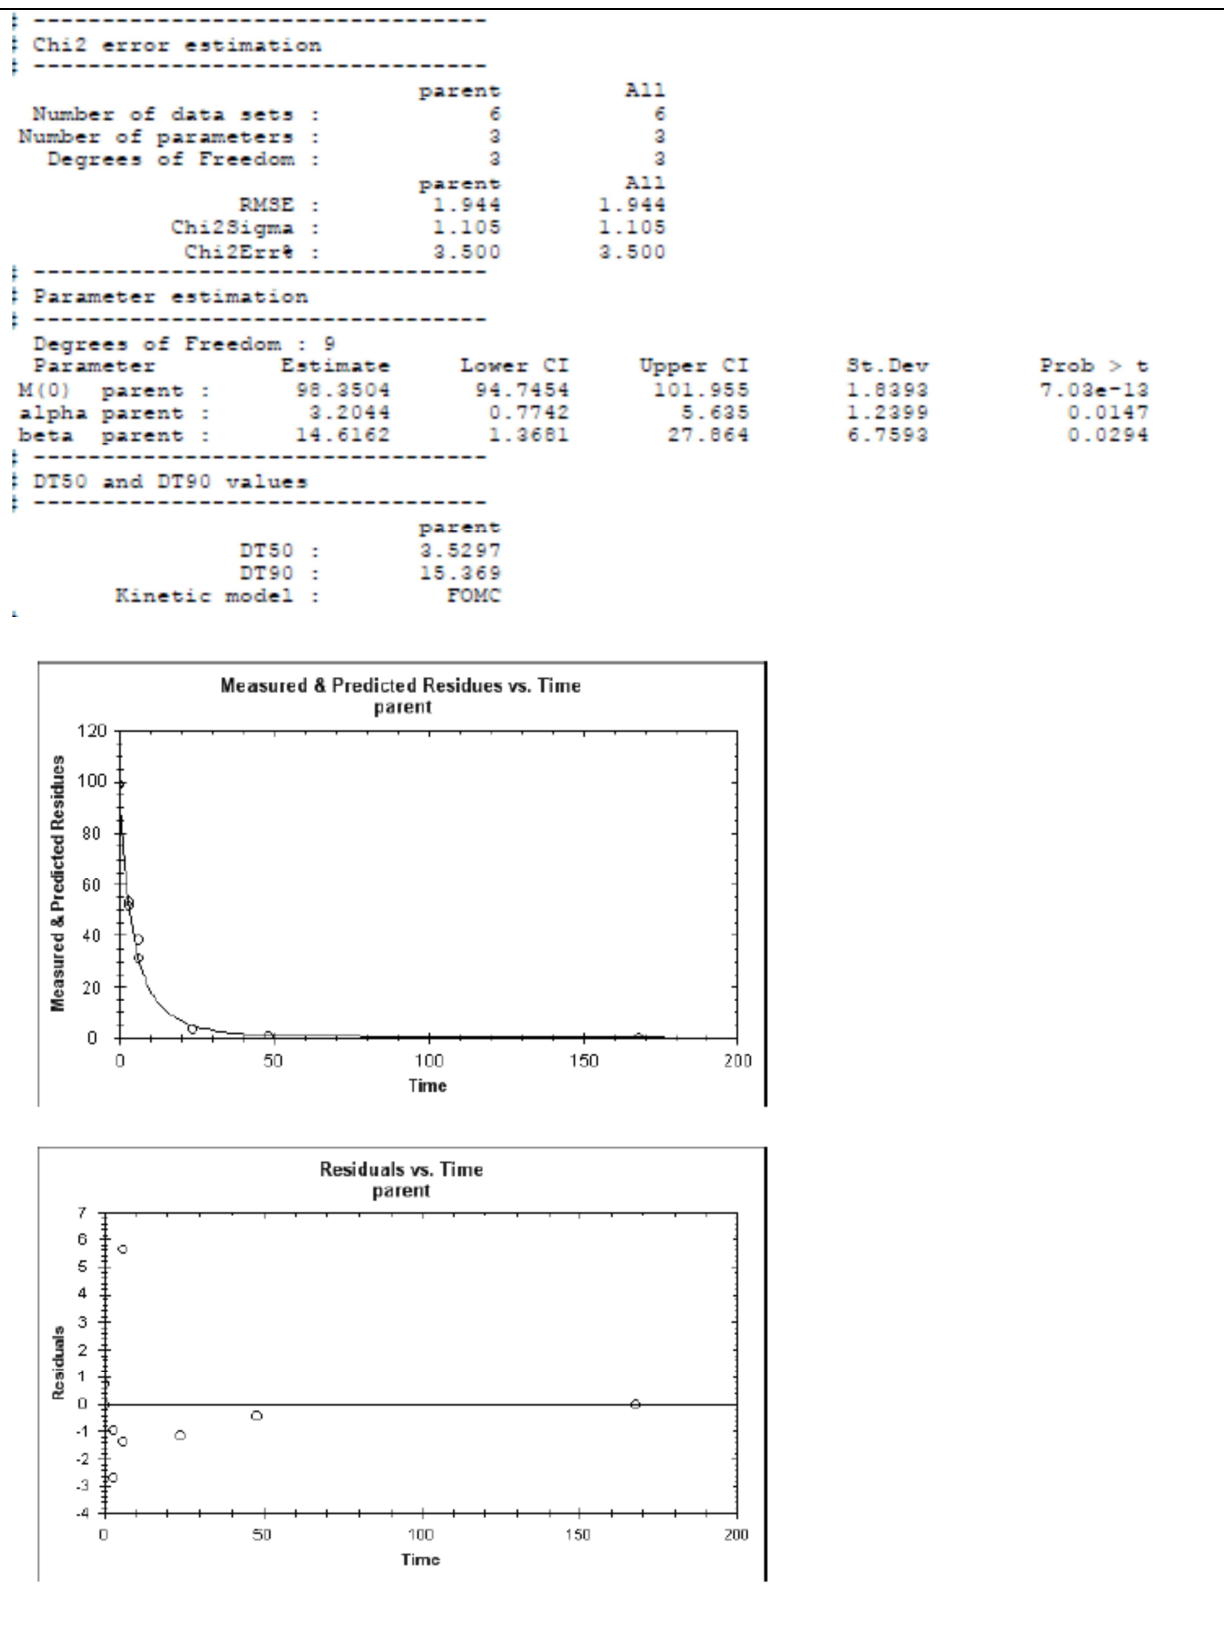 # ---------------------------------
# Chi2 error estimation
# ---------------------------------
parent All
Number of data sets : 6 6
Number of parameters : 3 3
Degrees of Freedom : 3 3
parent All
RMSE : 1.944 1.944
Chi2Sigma : 1.105 1.105
Chi2Err% : 3.500 3.500
# ---------------------------------
# Parameter estimation
# ---------------------------------
Degrees of Freedom : 9
Parameter Estimate Lower CI Upper CI St.Dev Prob > t
M(0) parent : 98.3504 94.7454 101.955 1.8393 7.03e-13
alpha parent : 3.2044 0.7742 5.635 1.2399 0.0147
beta parent : 14.6162 1.3681 27.864 6.7593 0.0294
# ---------------------------------
# DT50 and DT90 values
# ---------------------------------
parent
DT50 : 3.5297
DT90 : 15.369
Kinetic model : FOMC
Measured & Predicted Residues vs. Time
parent
Measured & Predicted Residues
120
100
80
60
40
20
0
0 50 100 150 200
Time
Residuals vs. Time
parent
Residuals
7
6
5
4
3
2
1
0
-1
-2
-3
-4
0 50 100 150 200
Time